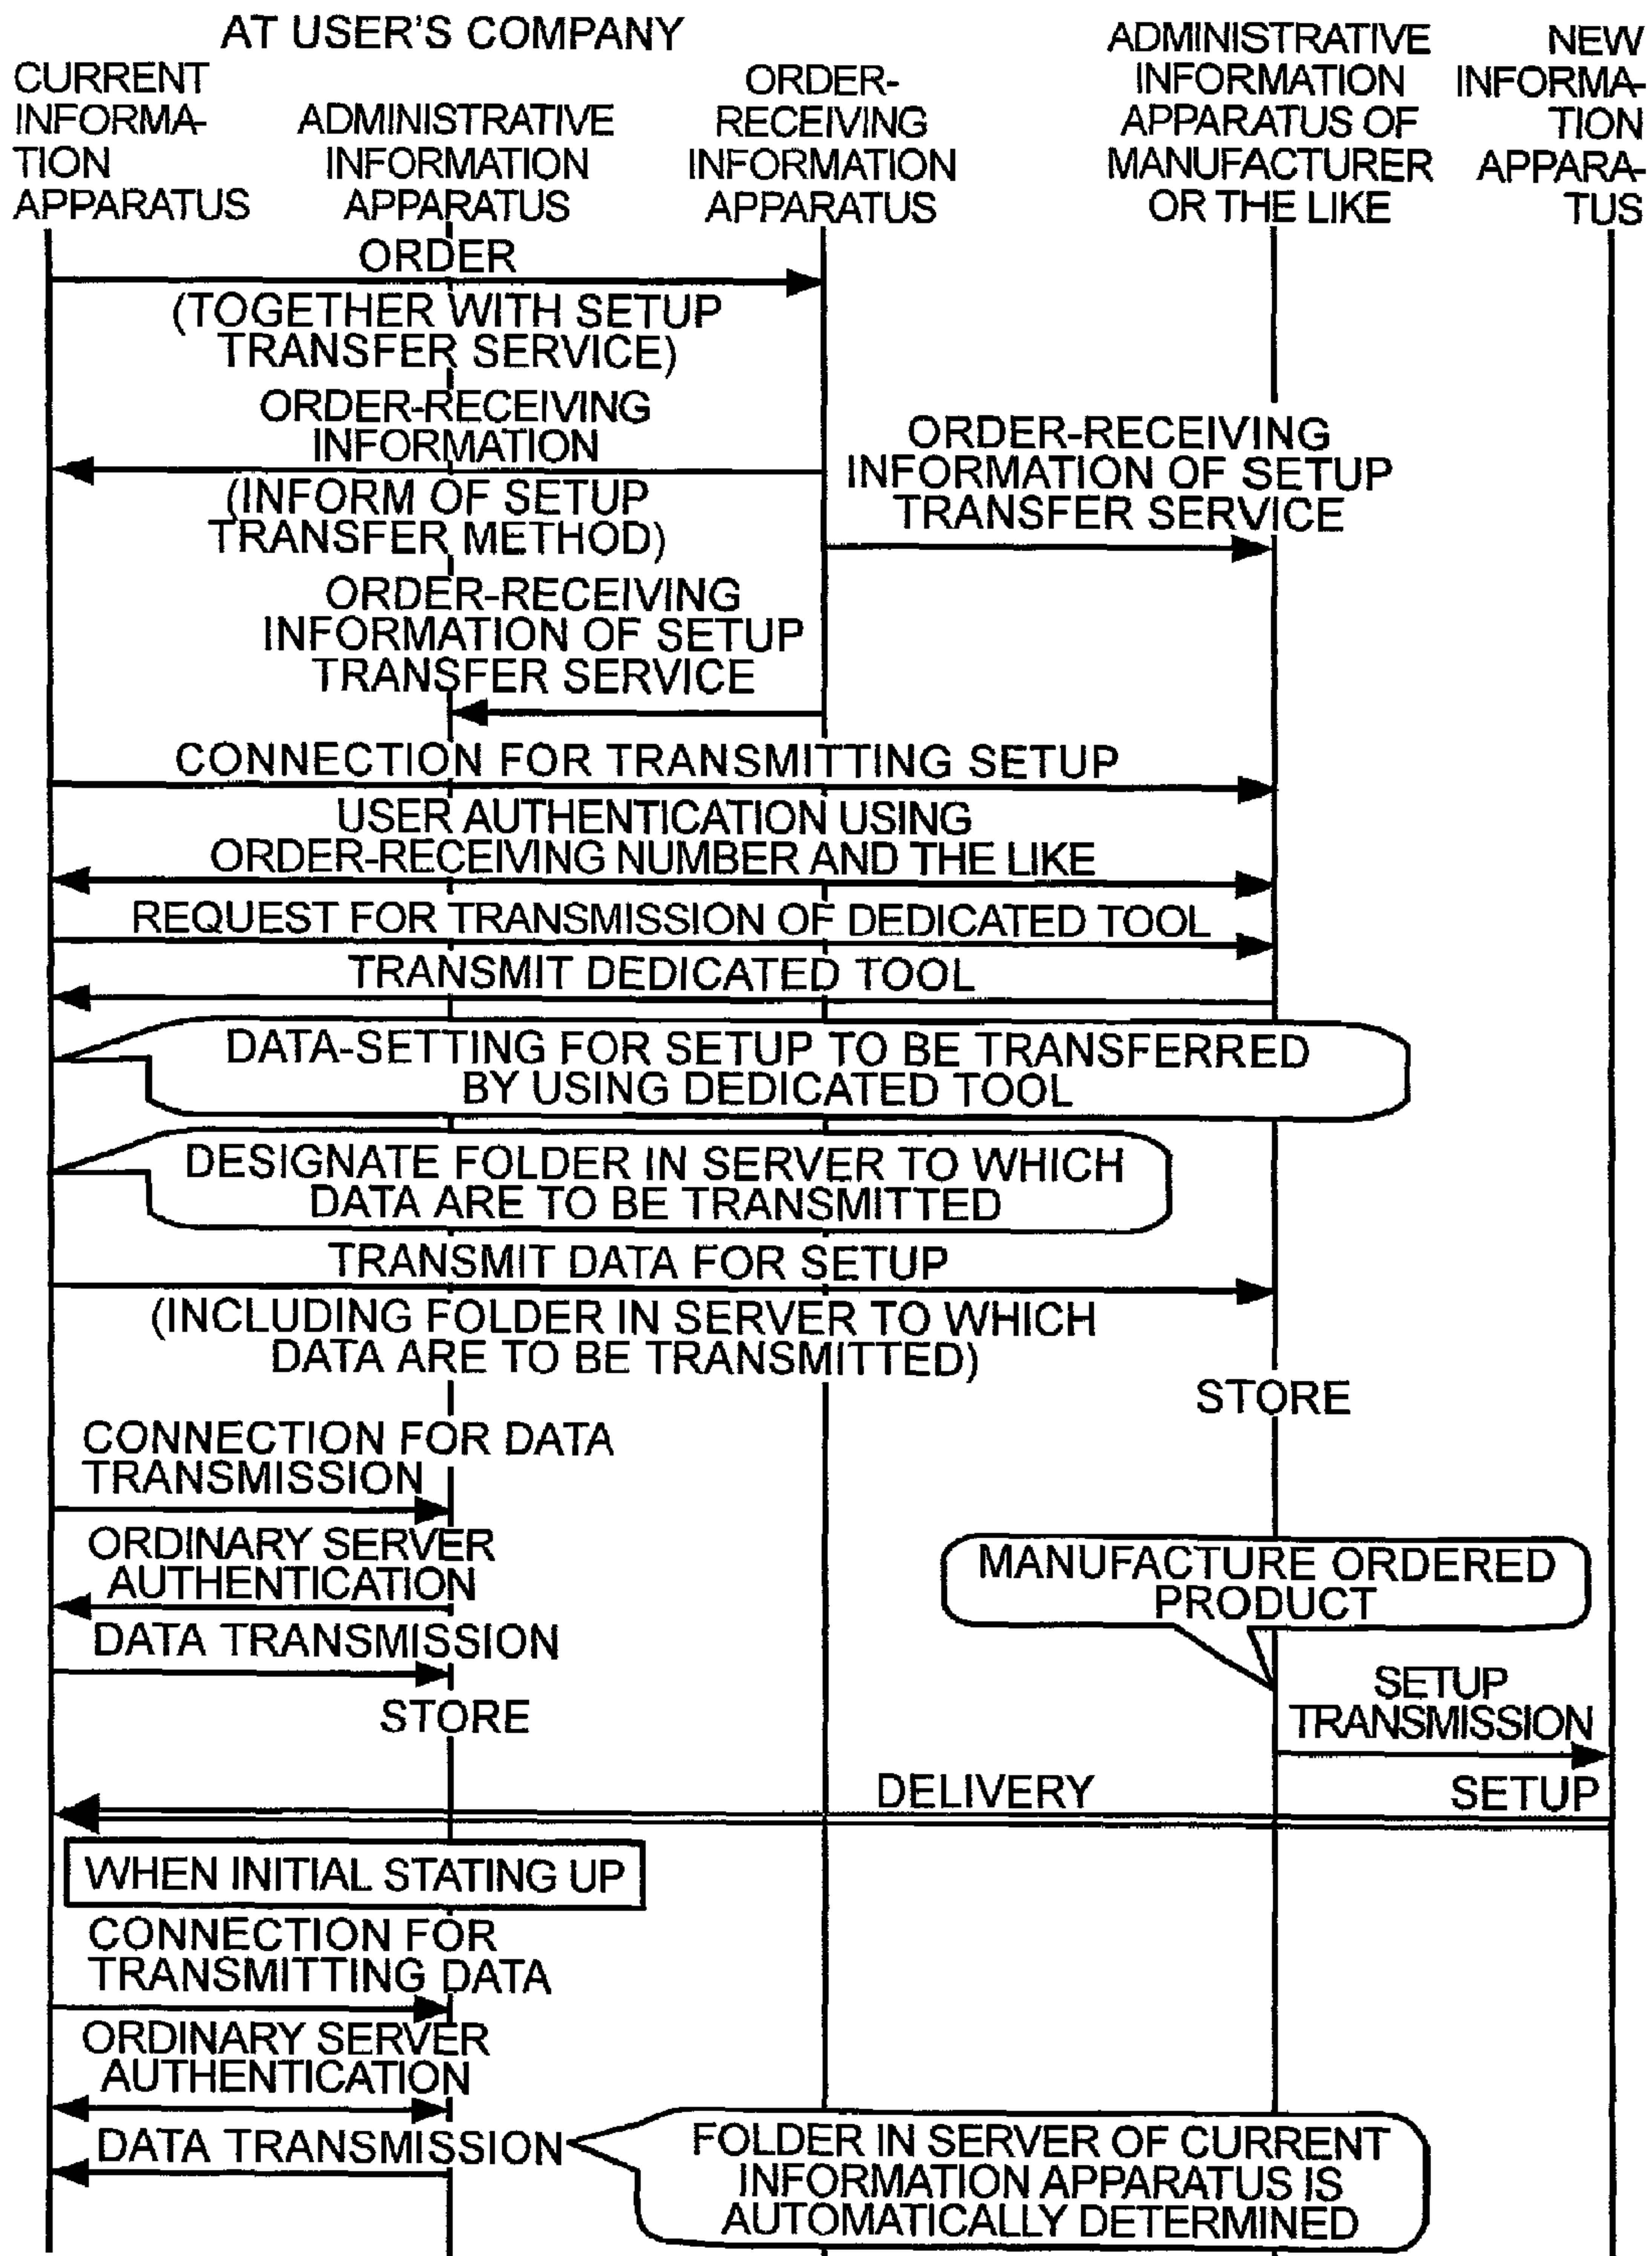 AT USER'S COMPANY
CURRENT
INFORMA-
TION
APPARATUS
ADMINISTRATIVE
INFORMATION
APPARATUS
ORDER-
RECEIVING
INFORMATION
APPARATUS
ADMINISTRATIVE
INFORMATION
APPARATUS OF
MANUFACTURER
OR THE LIKE
NEW
INFORMA-
TION
APPARA-
TUS
ORDER
(TOGETHER WITH SETUP
TRANSFER SERVICE)
ORDER-RECEIVING
INFORMATION
(INFORM OF SETUP
TRANSFER METHOD)
ORDER-RECEIVING
INFORMATION OF SETUP
TRANSFER SERVICE
ORDER-RECEIVING
INFORMATION OF SETUP
TRANSFER SERVICE
CONNECTION FOR TRANSMITTING SETUP
USER AUTHENTICATION USING
ORDER-RECEIVING NUMBER AND THE LIKE
REQUEST FOR TRANSMISSION OF DEDICATED TOOL
TRANSMIT DEDICATED TOOL
DATA-SETTING FOR SETUP TO BE TRANSFERRED
BY USING DEDICATED TOOL
DESIGNATE FOLDER IN SERVER TO WHICH
DATA ARE TO BE TRANSMITTED
TRANSMIT DATA FOR SETUP
(INCLUDING FOLDER IN SERVER TO WHICH
DATA ARE TO BE TRANSMITTED)
STORE
CONNECTION FOR DATA
TRANSMISSION
ORDINARY SERVER
AUTHENTICATION
MANUFACTURE ORDERED
PRODUCT
DATA TRANSMISSION
STORE
SETUP
TRANSMISSION
DELIVERY
SETUP
WHEN INITIAL STATING UP
CONNECTION FOR
TRANSMITTING DATA
ORDINARY SERVER
AUTHENTICATION
DATA TRANSMISSION
FOLDER IN SERVER OF CURRENT
INFORMATION APPARATUS IS
AUTOMATICALLY DETERMINED